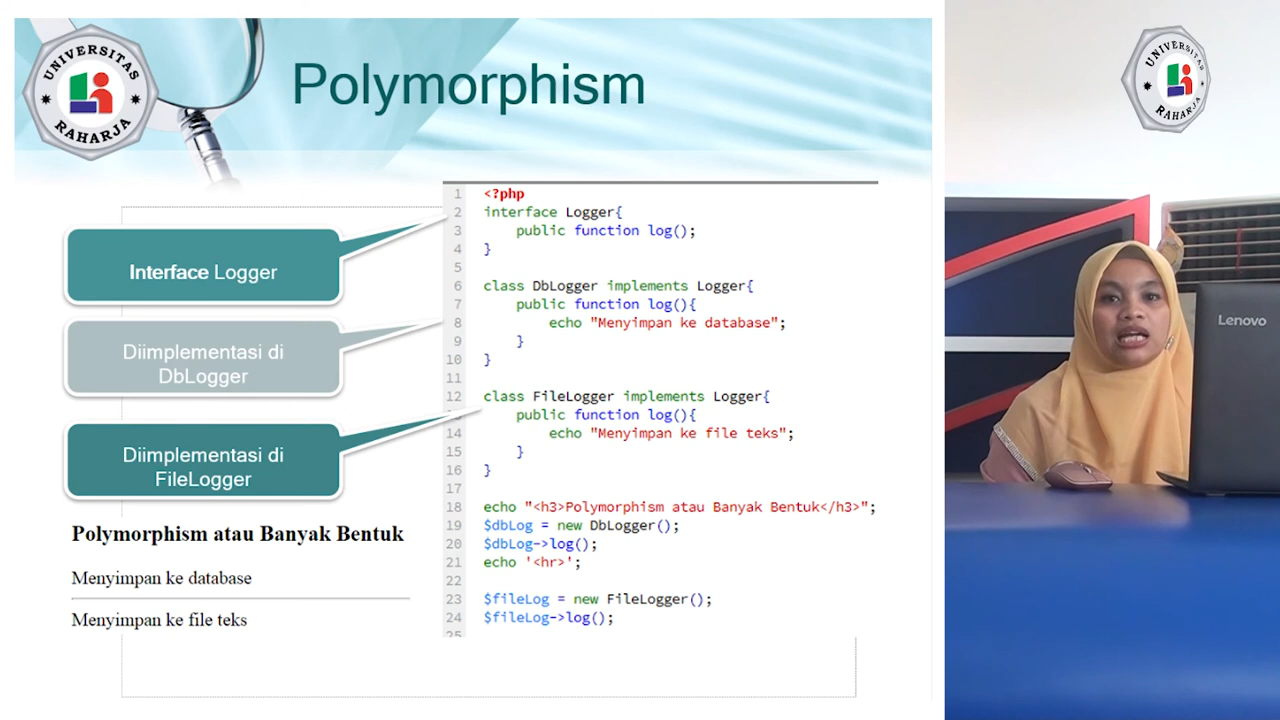 UNIVERSITAS
RAHARJA
Polymorphism
UNIVERSITAS
RAHARJA
Interface Logger
Diimplementasi di
DbLogger
Diimplementasi di
FileLogger
Polymorphism atau Banyak Bentuk
Menyimpan ke database
Menyimpan ke file teks
1 <?php
2 interface Logger{
3 public function log();
4 }
5
6 class DbLogger implements Logger{
7 public function log(){
8 echo "Menyimpan ke database";
9 }
10 }
11
12 class FileLogger implements Logger{
public function log(){
14 echo "Menyimpan ke file teks";
15 }
16 }
17
18 echo "<h3>Polymorphism atau Banyak Bentuk</h3>";
19 $dbLog = new DbLogger();
20 $dbLog->log();
21 echo '<hr>';
22
23 $fileLog = new FileLogger();
24 $fileLog->log();
25
Lenovo